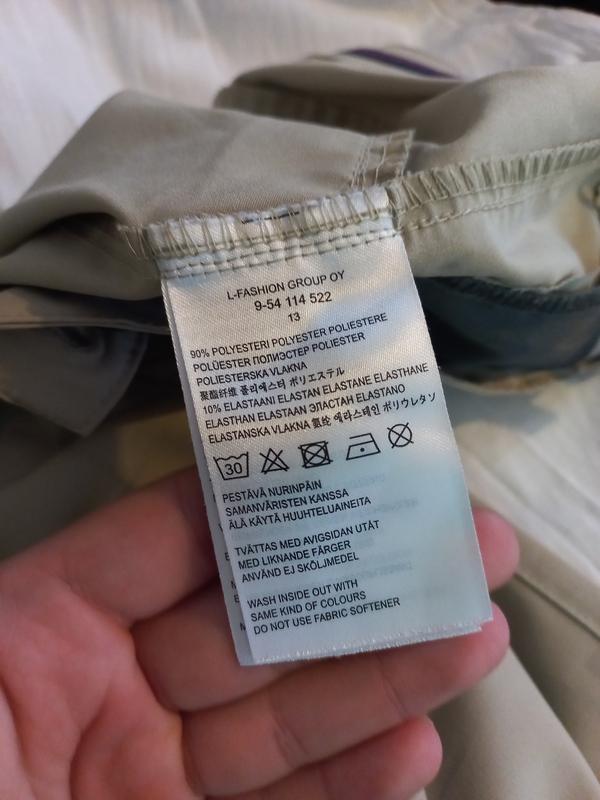 L-FASHION GROUP OY
9-54 114 522
13
90% POLYESTERI POLYESTER POLIESTERE
POLÜESTER ПОЛИЭСТЕР POLIESTER
POLIESTERSKA VLAKNA
聚酯纤维 폴리에스터 ポリエステル
10% ELASTAANI ELASTAN ELASTANE ELASTHANE
ELASTHAN ELASTAAN ЭЛАСТАН ELASTANO
ELASTANSKA VLAKNA 氨纶 에라스테인 ポリウレタン
30
PESTÄVÄ NURINPÄIN
SAMANVÄRISTEN KANSSA
ÄLÄ KÄYTÄ HUUHTELUAINEITA
TVÄTTAS MED AVIGSIDAN UTÅT
MED LIKNANDE FÄRGER
ANVÄND EJ SKÖLJMEDEL
WASH INSIDE OUT WITH
SAME KIND OF COLOURS
DO NOT USE FABRIC SOFTENER